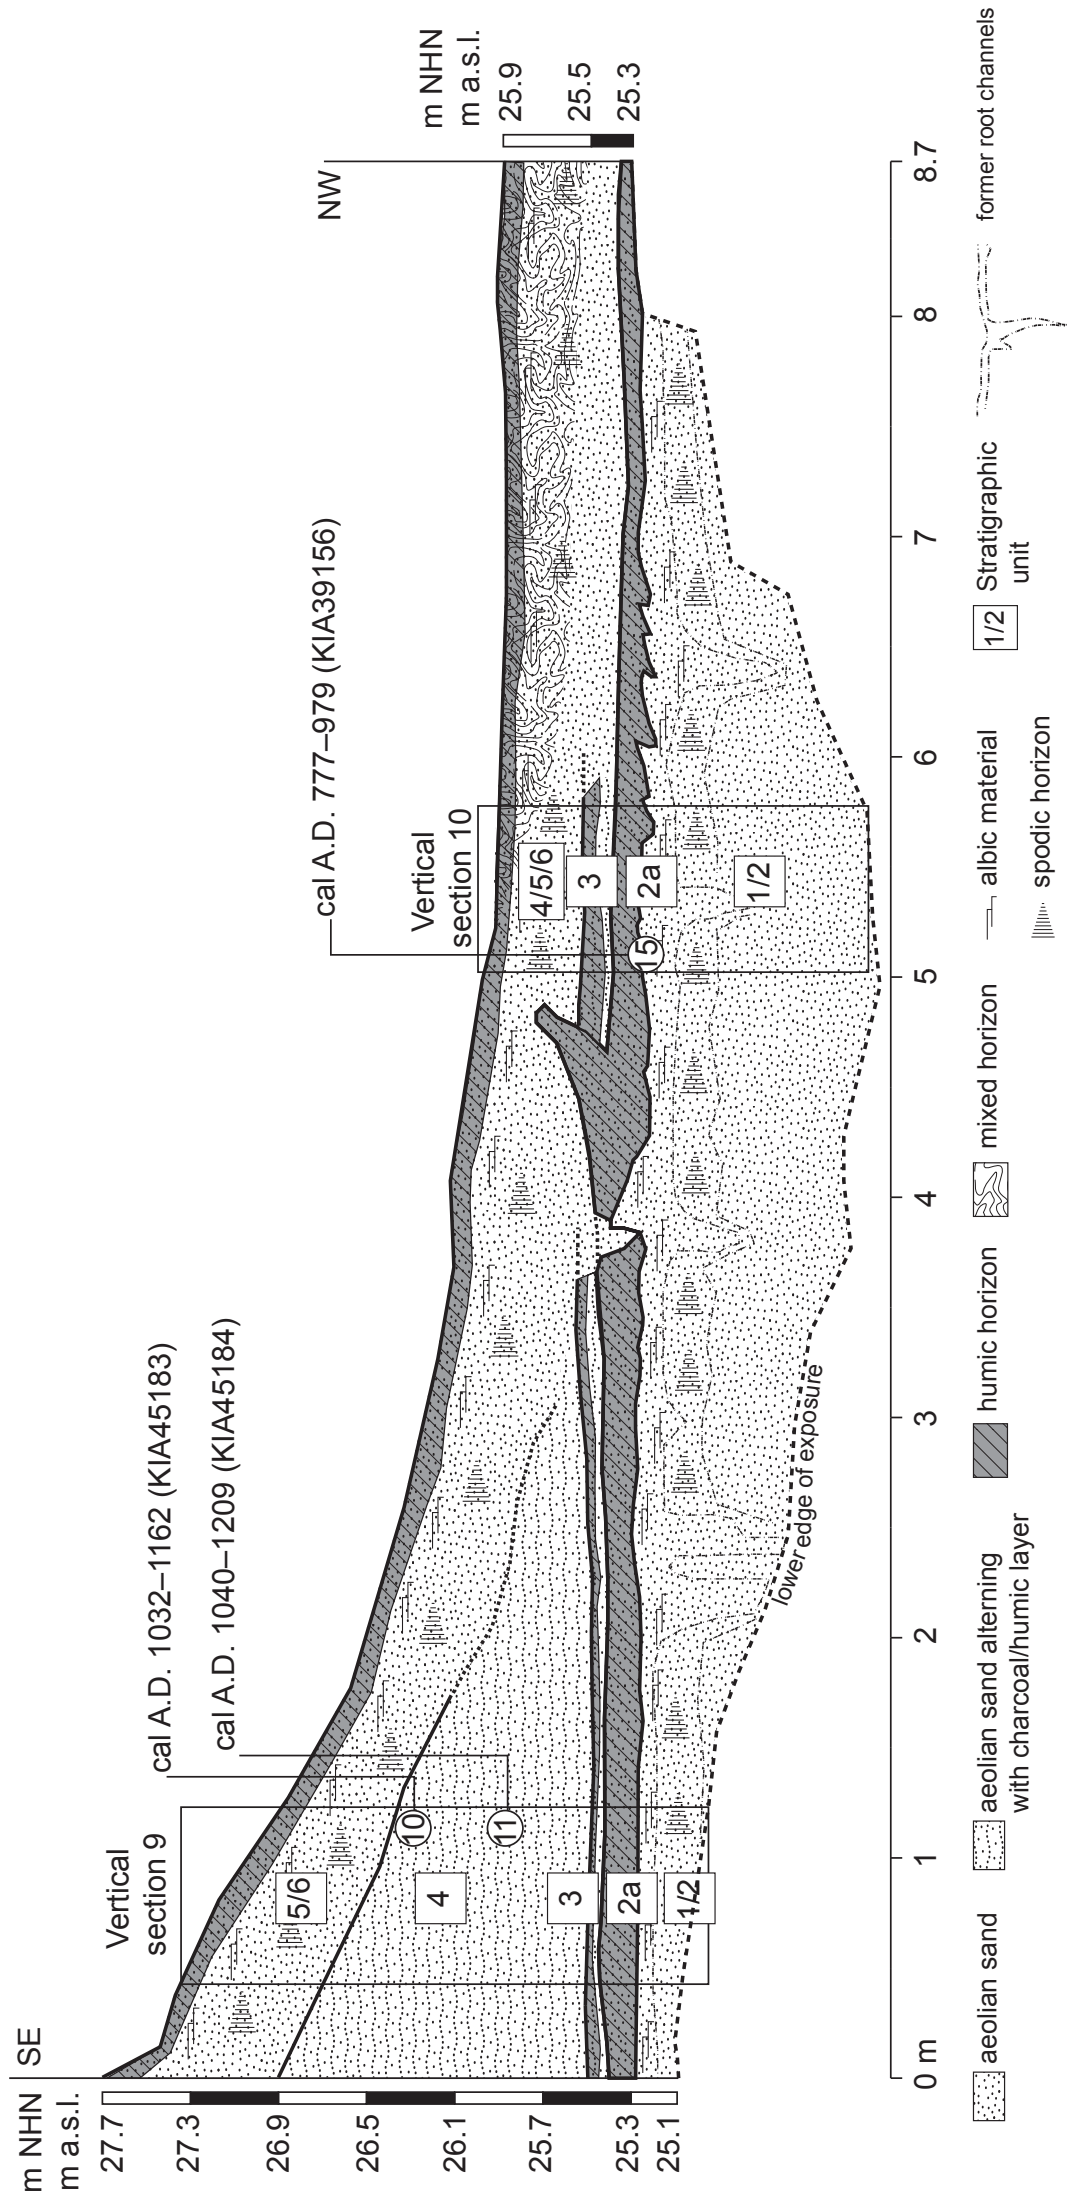 m NHN
m a.s.l.
27.7
27.3
26.9
26.5
26.1
25.7
25.3
25.1
SE
Vertical
section 9
cal A.D. 1032–1162 (KIA45183)
cal A.D. 1040–1209 (KIA45184)
5/6
4
3
2a
1/2
10
11
lower edge of exposure
cal A.D. 777–979 (KIA39156)
Vertical
section 10
4/5/6
3
2a
1/2
15
NW
m NHN
m a.s.l.
25.9
25.5
25.3
0 m
1
2
3
4
5
6
7
8
8.7
aeolian sand
aeolian sand alterning
with charcoal/humic layer
humic horizon
mixed horizon
albic material
spodic horizon
1/2
Stratigraphic
unit
former root channels